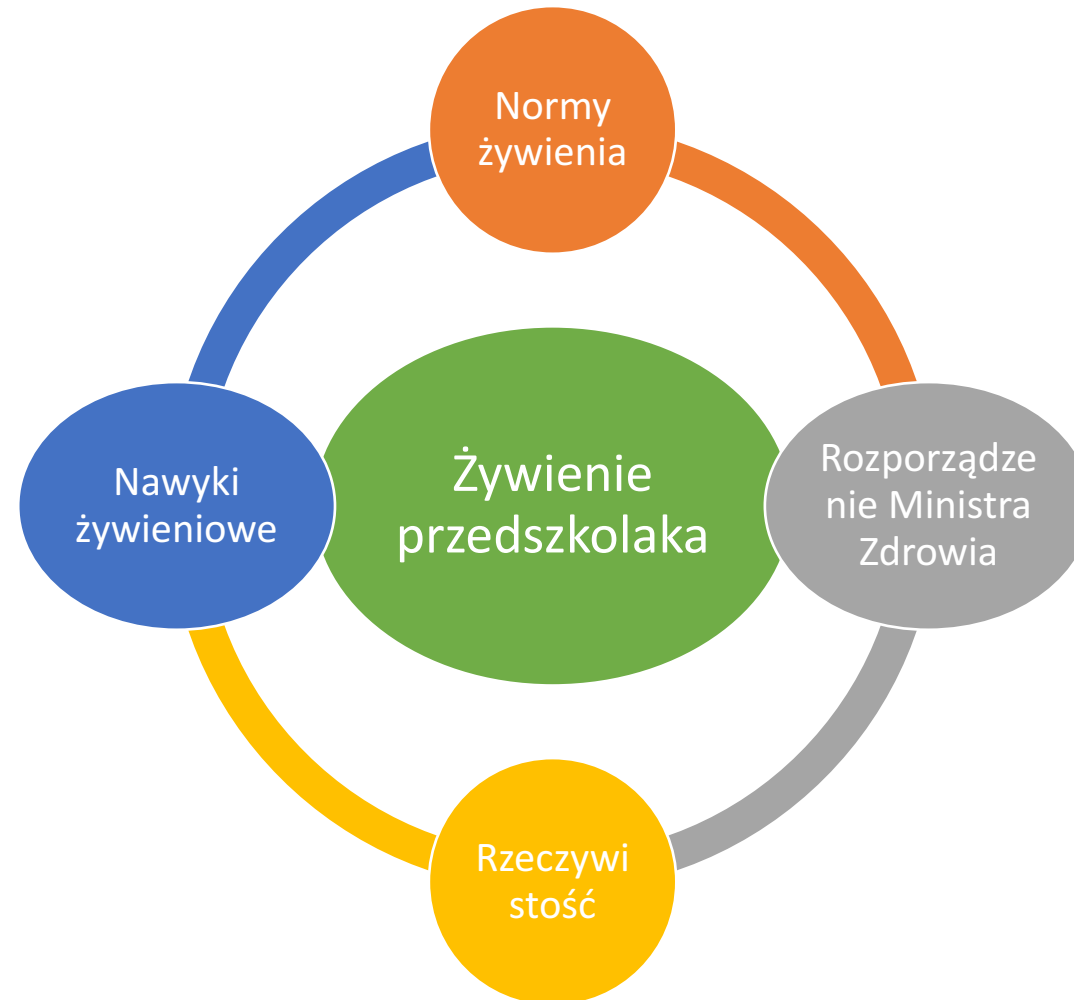 Normy
żywienia
Nawyki
żywieniowe
Żywienie
przedszkolaka
Rozporządze
nie Ministra
Zdrowia
Rzeczywi
stość